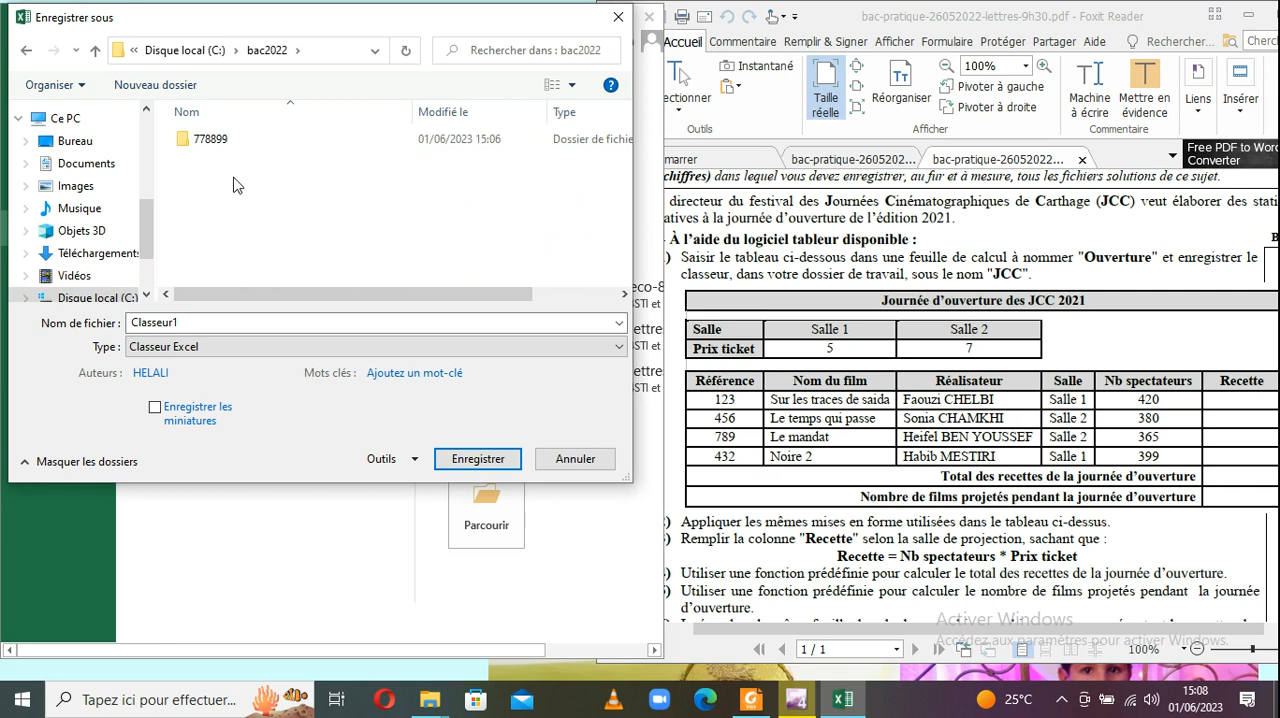 Enregistrer sous
« Disque local (C:) › bac2022 ›
Rechercher dans : bac2022
Organiser
Nouveau dossier
Nom
Modifié le
Type
Ce PC
Bureau
Documents
Images
Musique
Objets 3D
Téléchargements
Vidéos
Disque local (C:)
778899
01/06/2023 15:06
Dossier de fichie
Nom de fichier :
Classeur1
Type :
Classeur Excel
Auteurs :
HELALI
Mots clés :
Ajoutez un mot-clé
Enregistrer les
miniatures
Masquer les dossiers
Outils
Enregistrer
Annuler
Parcourir
eco-8
STI et
ettre
STI et
ettre
STI et
bac-pratique-26052022-lettres-9h30.pdf - Foxit Reader
Accueil
Commentaire
Remplir & Signer
Afficher
Formulaire
Protéger
Partager
Aide
Rechercher...
Cherc
ectionner
Instantané
Outils
Taille
réelle
Réorganiser
100%
Pivoter à gauche
Pivoter à droite
Afficher
Machine
à écrire
Mettre en
évidence
Commentaire
Liens
Insérer
marrer
bac-pratique-2605202...
bac-pratique-26052022...
Free PDF to Word
Converter
chiffres) dans lequel vous devez enregistrer, au fur et à mesure, tous les fichiers solutions de ce sujet.
directeur du festival des Journées Cinématographiques de Carthage (JCC) veut élaborer des stati
atives à la journée d'ouverture de l'édition 2021.
À l'aide du logiciel tableur disponible :
) Saisir le tableau ci-dessous dans une feuille de calcul à nommer "Ouverture" et enregistrer le
classeur, dans votre dossier de travail, sous le nom "JCC".
Journée d'ouverture des JCC 2021
Salle Salle 1 Salle 2
Prix ticket 5 7
Référence Nom du film Réalisateur Salle Nb spectateurs Recette
123 Sur les traces de saida Faouzi CHELBI Salle 1 420
456 Le temps qui passe Sonia CHAMKHI Salle 2 380
789 Le mandat Heifel BEN YOUSSEF Salle 2 365
432 Noire 2 Habib MESTIRI Salle 1 399
Total des recettes de la journée d'ouverture
Nombre de films projetés pendant la journée d'ouverture
) Appliquer les mêmes mises en forme utilisées dans le tableau ci-dessus.
) Remplir la colonne "Recette" selon la salle de projection, sachant que :
Recette = Nb spectateurs * Prix ticket
) Utiliser une fonction prédéfinie pour calculer le total des recettes de la journée d'ouverture.
) Utiliser une fonction prédéfinie pour calculer le nombre de films projetés pendant la journée
d'ouverture.
Activer Windows
Accédez aux paramètres pour activer Windows.
1 / 1
100%
Tapez ici pour effectuer...
25°C
15:08
01/06/2023